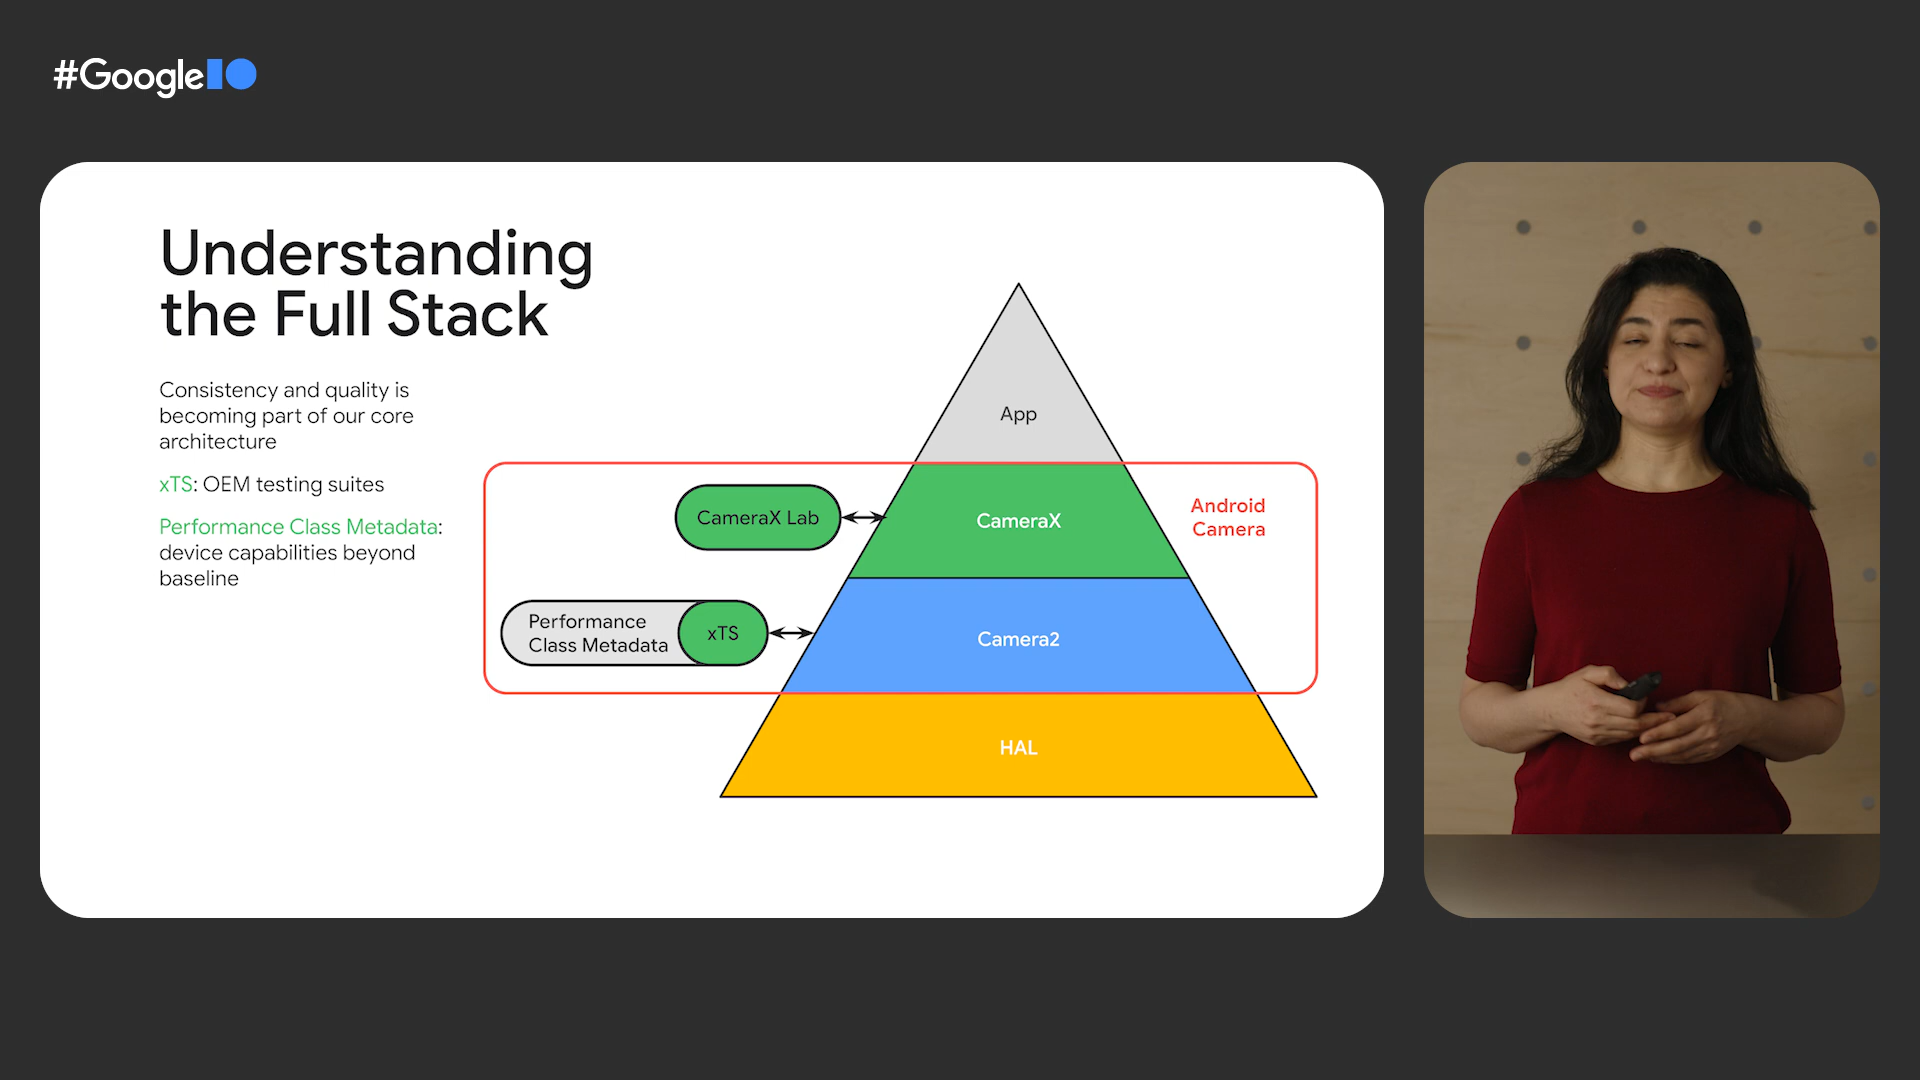 #GoogleIO
Understanding
the Full Stack
Consistency and quality is
becoming part of our core
architecture
xTS: OEM testing suites
Performance Class Metadata:
device capabilities beyond
baseline
App
CameraX Lab
CameraX
Android
Camera
Performance
Class Metadata
xTS
Camera2
HAL